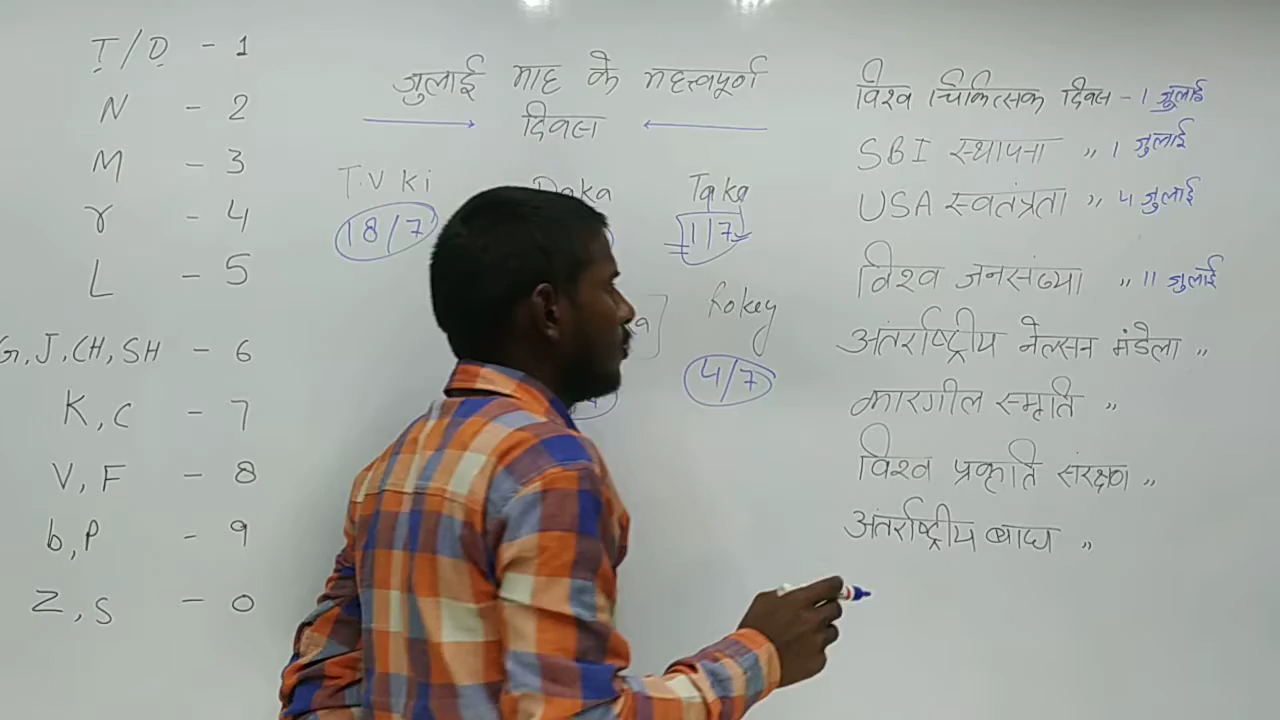 T/D - 1
N - 2
M - 3
r - 4
L - 5
G, J, CH, SH - 6
K, C - 7
V, F - 8
b, P - 9
Z, S - 0
जुलाई माह के महत्त्वपूर्ण
दिवस
T.V Ki
18/7
Daka
Taka
1/7
Rokey
4/7
विश्व चिकित्सक दिवस - 1 जुलाई
SBI स्थापना " 1 जुलाई
USA स्वतंत्रता " 4 जुलाई
विश्व जनसंख्या " 11 जुलाई
अंतर्राष्ट्रीय नेल्सन मंडेला "
कारगील स्मृति "
विश्व प्रकृति संरक्षण "
अंतर्राष्ट्रीय बाघ "